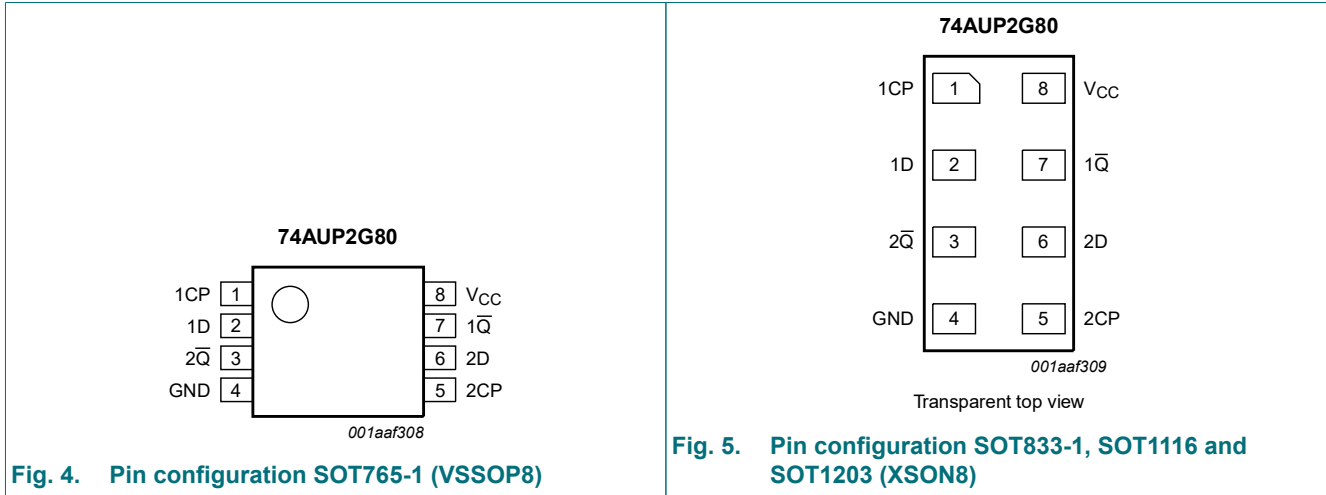 74AUP2G80
1CP 1 8 VCC
1D 2 7 1Q̅
2Q̅ 3 6 2D
GND 4 5 2CP
001aaf308
Fig. 4. Pin configuration SOT765-1 (VSSOP8)
74AUP2G80
1CP 1 8 VCC
1D 2 7 1Q̅
2Q̅ 3 6 2D
GND 4 5 2CP
001aaf309
Transparent top view
Fig. 5. Pin configuration SOT833-1, SOT1116 and
SOT1203 (XSON8)